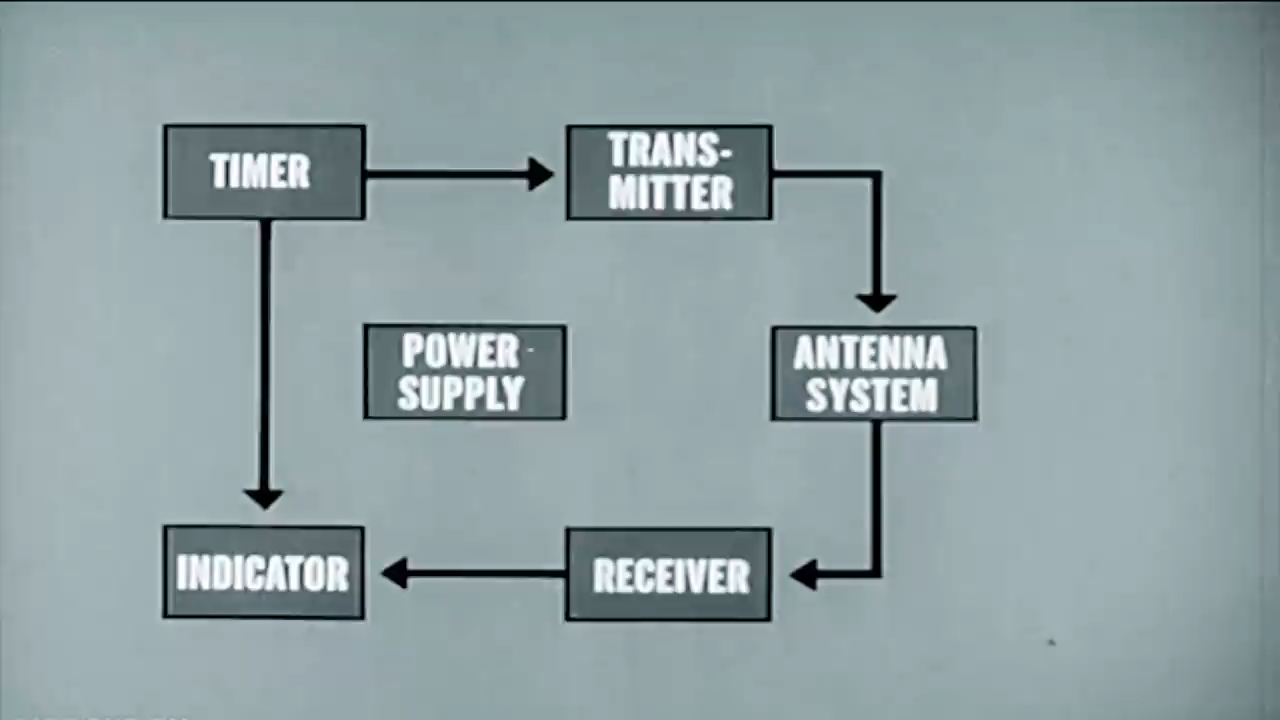 TIMER
TRANS-
MITTER
POWER
SUPPLY
ANTENNA
SYSTEM
INDICATOR
RECEIVER